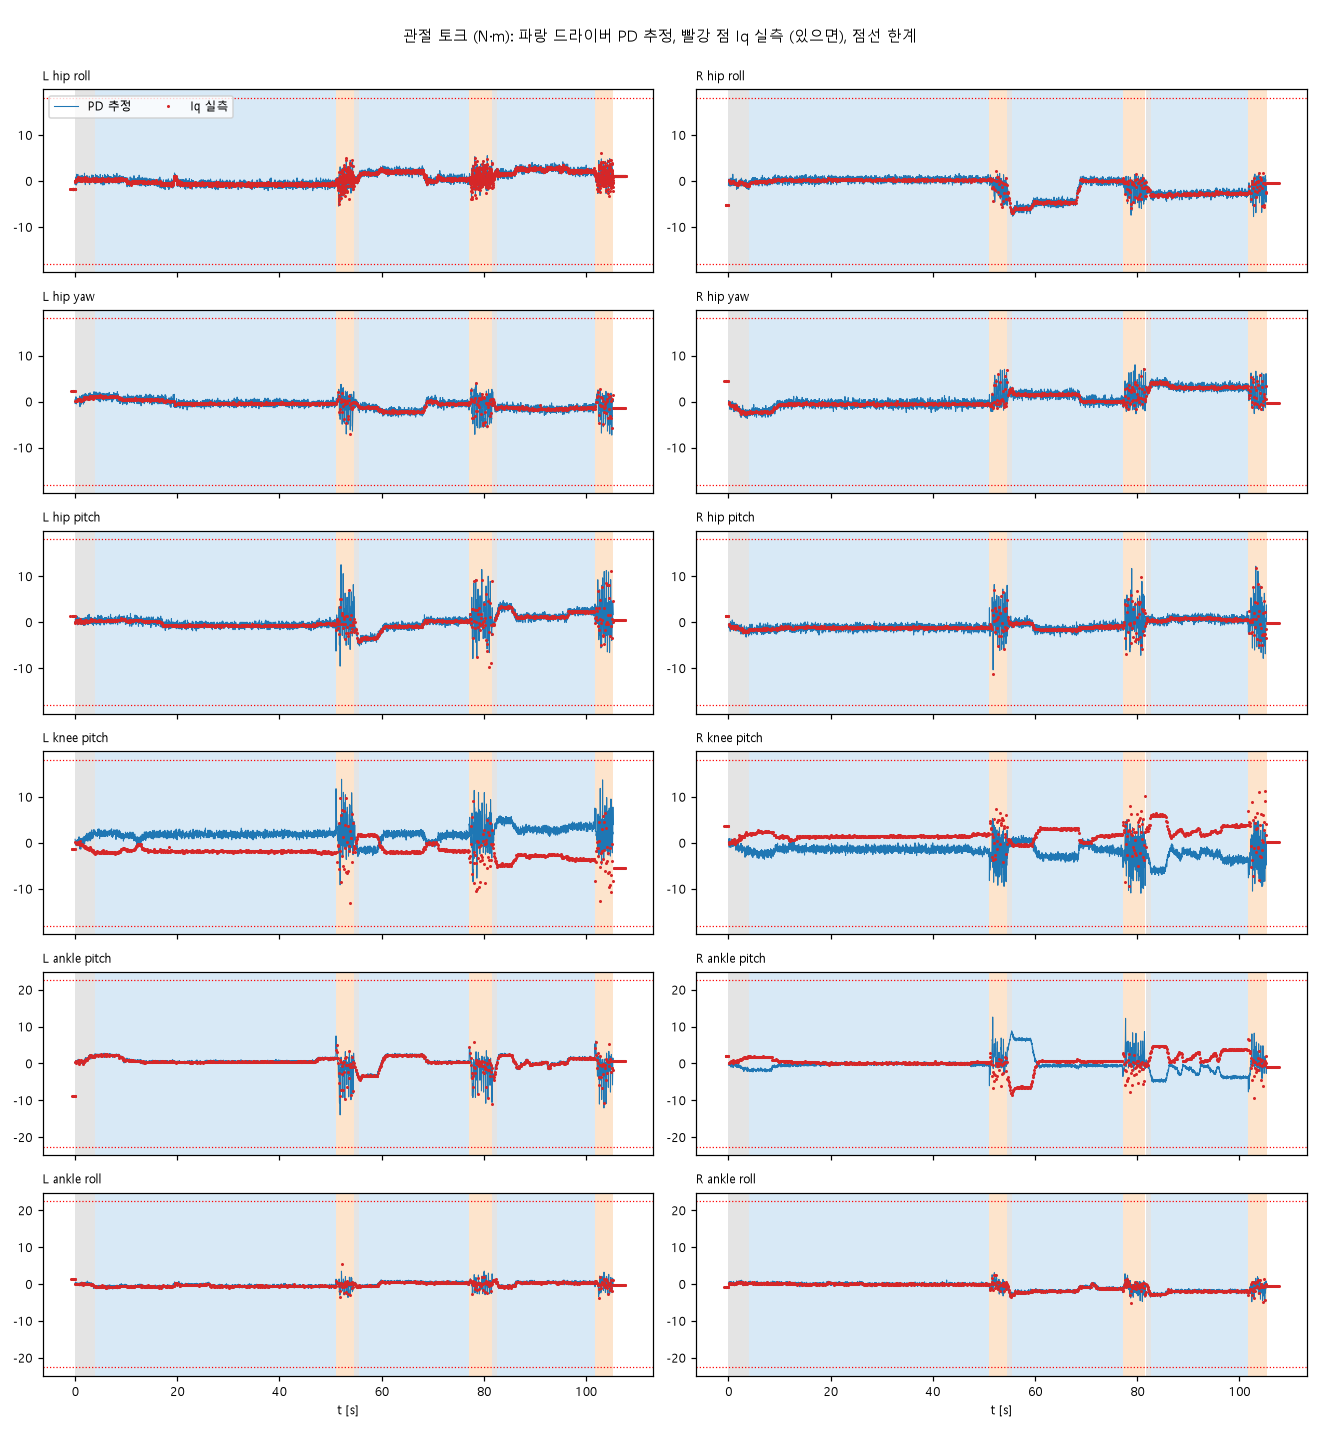 관절 토크 (N·m): 파랑 드라이버 PD 추정, 빨강 점 Iq 실측 (있으면), 점선 한계
L hip roll
PD 추정 Iq 실측
10
0
-10
R hip roll
10
0
-10
L hip yaw
10
0
-10
R hip yaw
10
0
-10
L hip pitch
10
0
-10
R hip pitch
10
0
-10
L knee pitch
10
0
-10
R knee pitch
10
0
-10
L ankle pitch
20
10
0
-10
-20
R ankle pitch
20
10
0
-10
-20
L ankle roll
20
10
0
-10
-20
0 20 40 60 80 100
t [s]
R ankle roll
20
10
0
-10
-20
0 20 40 60 80 100
t [s]